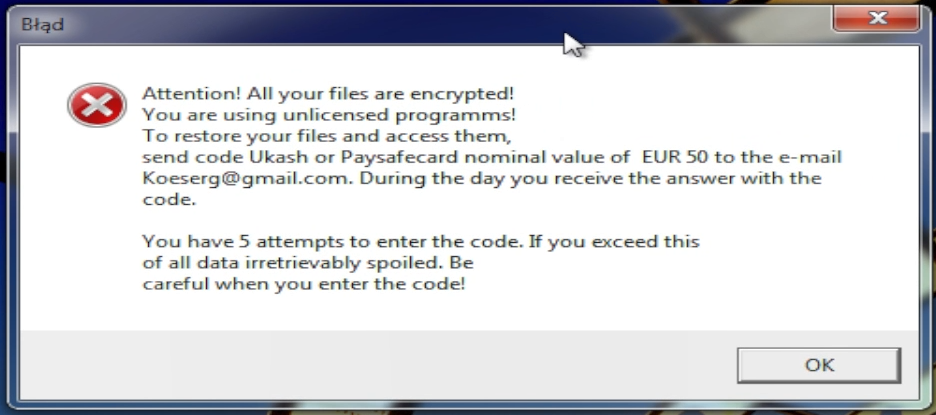 Błąd
Attention! All your files are encrypted!
You are using unlicensed programms!
To restore your files and access them,
send code Ukash or Paysafecard nominal value of EUR 50 to the e-mail
Koeserg@gmail.com. During the day you receive the answer with the
code.
You have 5 attempts to enter the code. If you exceed this
of all data irretrievably spoiled. Be
careful when you enter the code!
OK